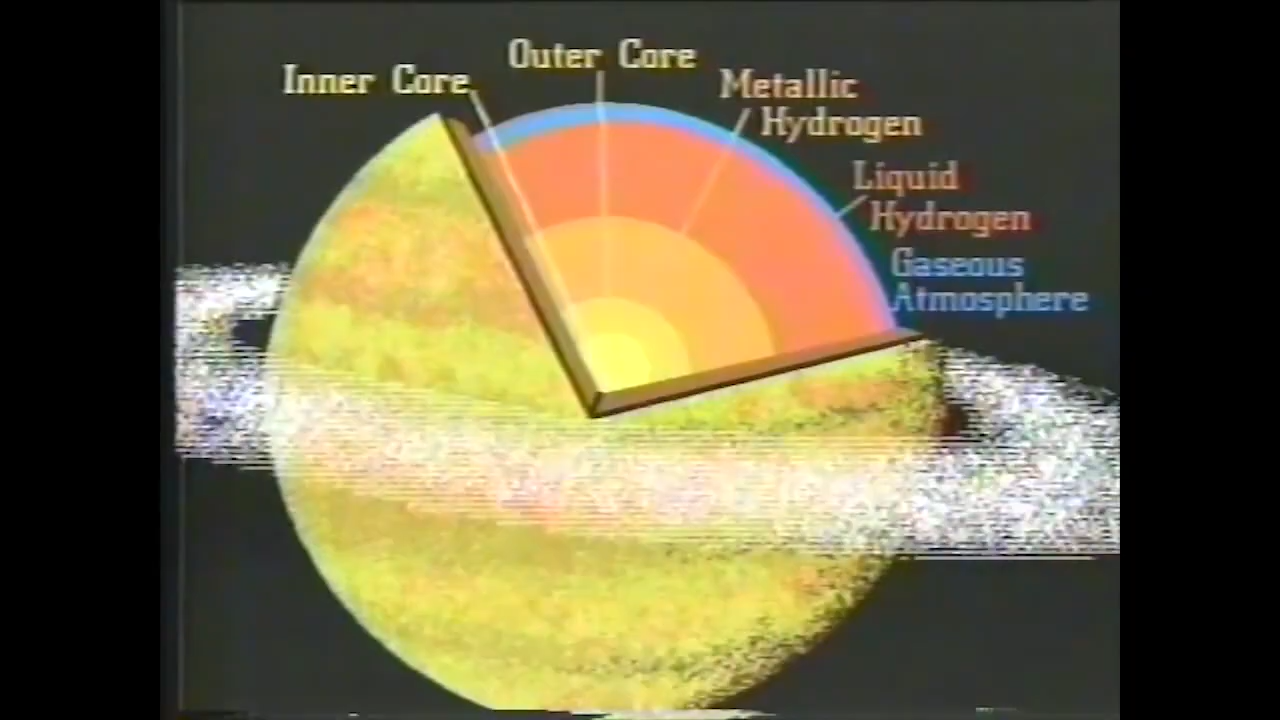 Inner Core
Outer Core
Metallic
Hydrogen
Liquid
Hydrogen
Gaseous
Atmosphere